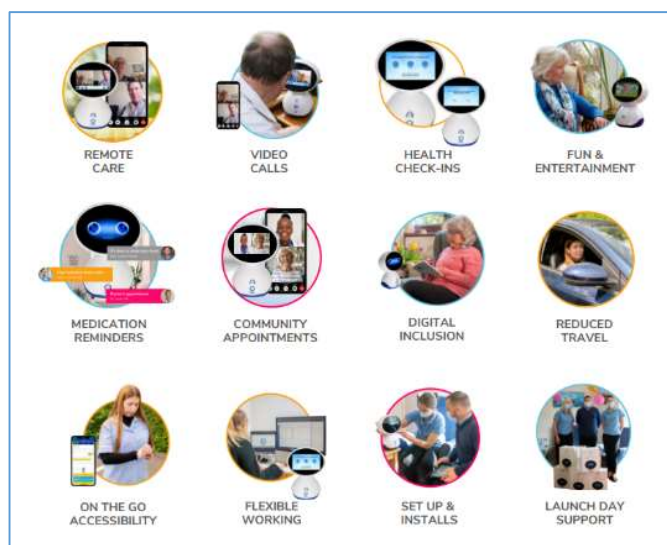 REMOTE
CARE
VIDEO
CALLS
HEALTH
CHECK-INS
FUN &
ENTERTAINMENT
MEDICATION
REMINDERS
COMMUNITY
APPOINTMENTS
DIGITAL
INCLUSION
REDUCED
TRAVEL
ON THE GO
ACCESSIBILITY
FLEXIBLE
WORKING
SET UP &
INSTALLS
LAUNCH DAY
SUPPORT